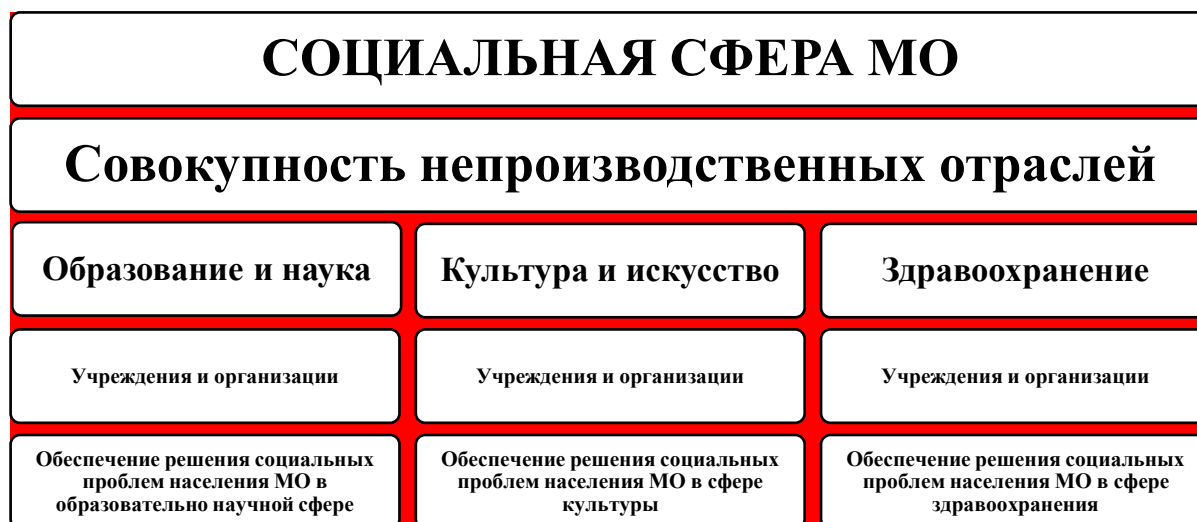 СОЦИАЛЬНАЯ СФЕРА МО
Совокупность непроизводственных отраслей
Образование и наука
Культура и искусство
Здравоохранение
Учреждения и организации
Учреждения и организации
Учреждения и организации
Обеспечение решения социальных
проблем населения МО в
образовательно научной сфере
Обеспечение решения социальных
проблем населения МО в сфере
культуры
Обеспечение решения социальных
проблем населения МО в сфере
здравоохранения